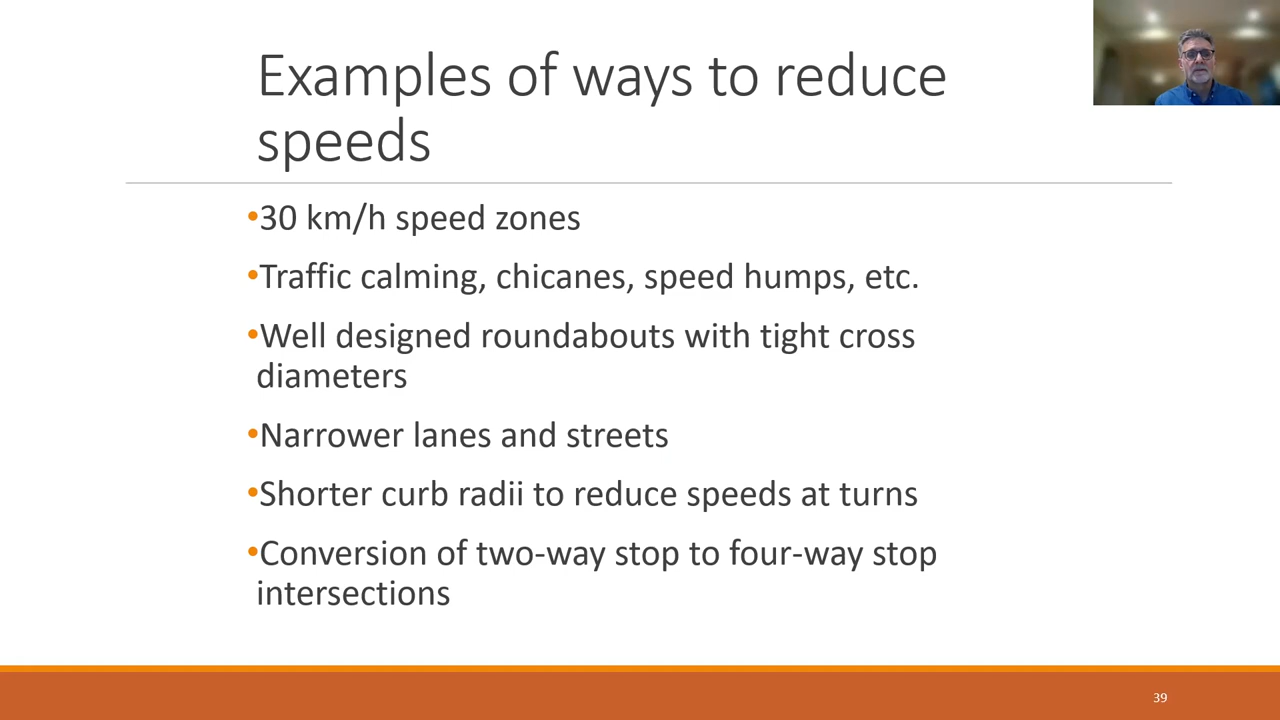 Examples of ways to reduce
speeds
•30 km/h speed zones
•Traffic calming, chicanes, speed humps, etc.
•Well designed roundabouts with tight cross
diameters
•Narrower lanes and streets
•Shorter curb radii to reduce speeds at turns
•Conversion of two-way stop to four-way stop
intersections
39